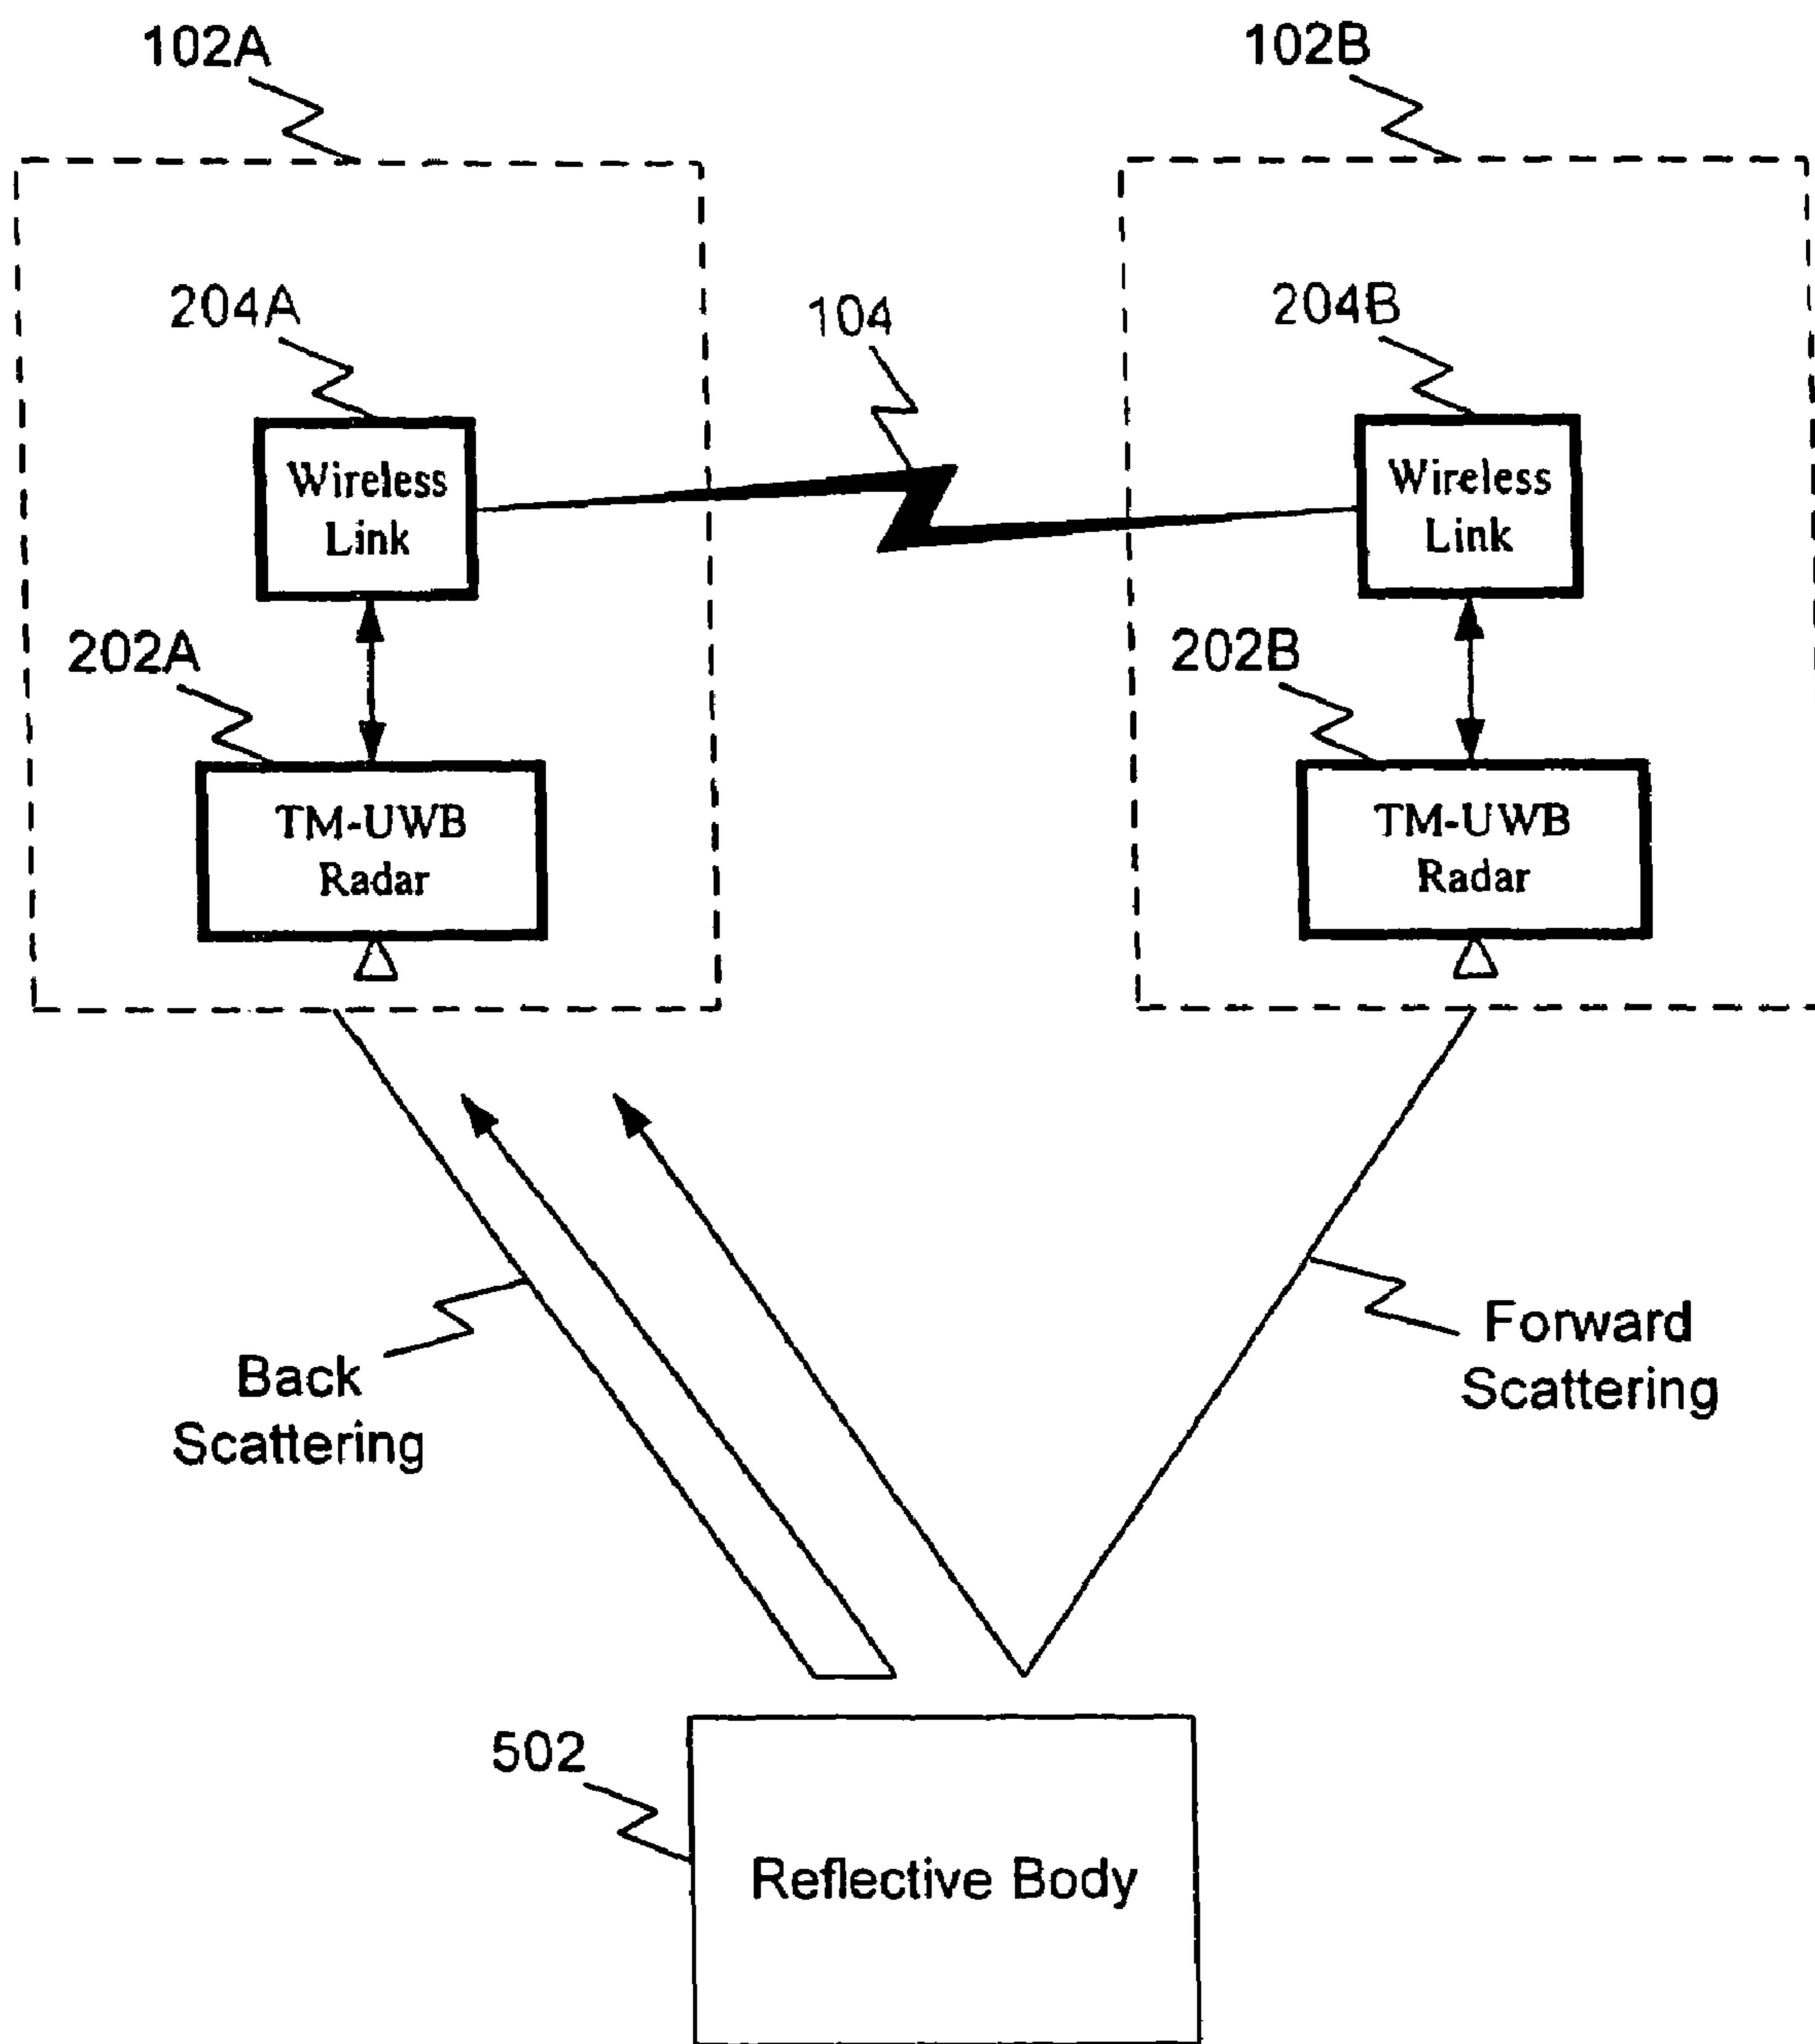 102A
102B
204A
104
204B
Wireless
Link
Wireless
Link
202A
202B
TM-UWB
Radar
TM-UWB
Radar
Back
Scattering
Forward
Scattering
502
Reflective Body